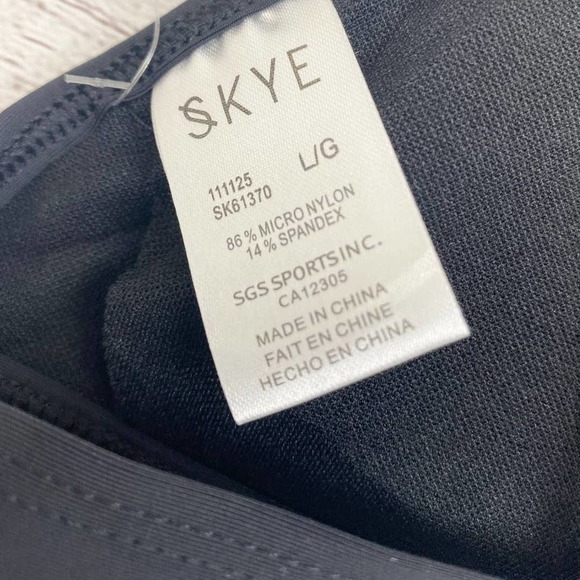 SKYE
L/G
111125
SK61370
86% MICRO NYLON
14% SPANDEX
SGS SPORTS INC.
CA12305
MADE IN CHINA
FAIT EN CHINE
HECHO EN CHINA